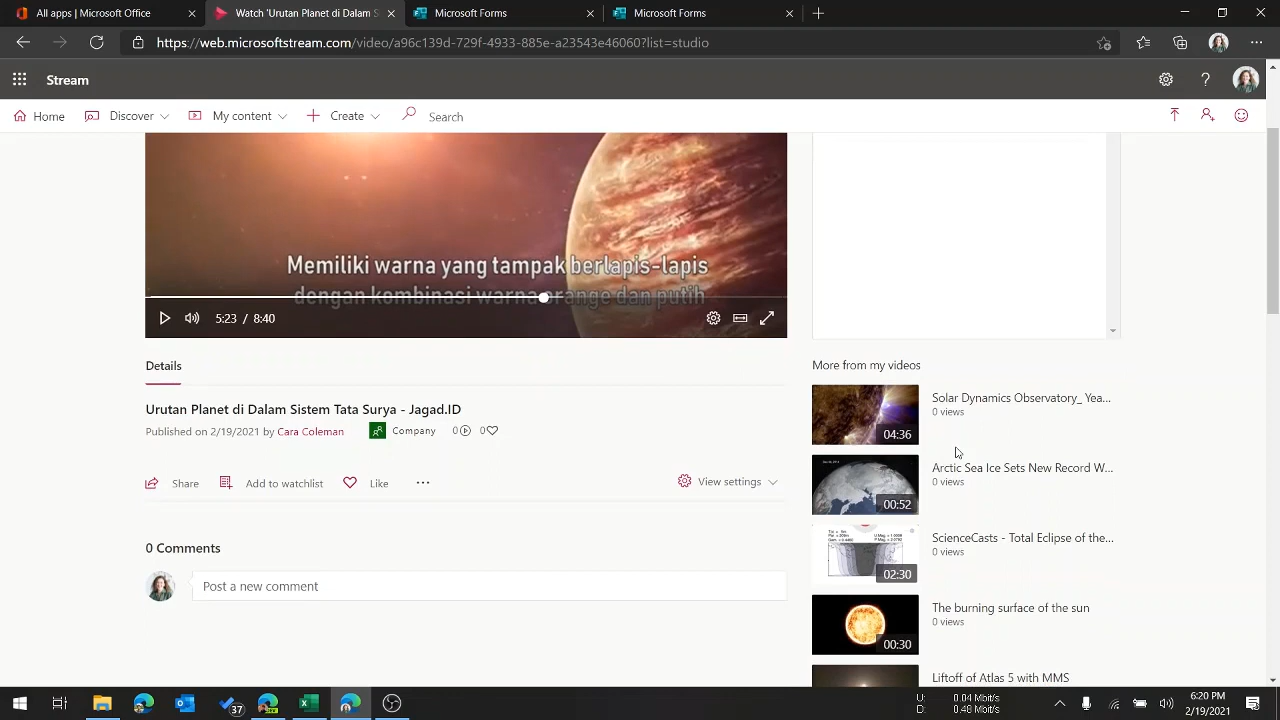 All apps | Microsoft Office
Watch 'Urutan Planet di Dalam S
Microsoft Forms
Microsoft Forms
https://web.microsoftstream.com/video/a96c139d-729f-4933-885e-a23543e46060?list=studio
Stream
Home
Discover
My content
Create
Search
Memiliki warna yang tampak berlapis-lapis
dengan kombinasi warna orange dan putih
5:23 / 8:40
Details
Urutan Planet di Dalam Sistem Tata Surya - Jagad.ID
Published on 2/19/2021 by Cara Coleman
Company
0
0
Share
Add to watchlist
Like
View settings
0 Comments
Post a new comment
More from my videos
04:36
Solar Dynamics Observatory_ Yea...
0 views
00:52
Arctic Sea Ice Sets New Record W...
0 views
02:30
ScienceCasts - Total Eclipse of the...
0 views
00:30
The burning surface of the sun
0 views
Liftoff of Atlas 5 with MMS
37
U: 0.04 Mbit/s
D: 0.48 Mbit/s
6:20 PM
2/19/2021